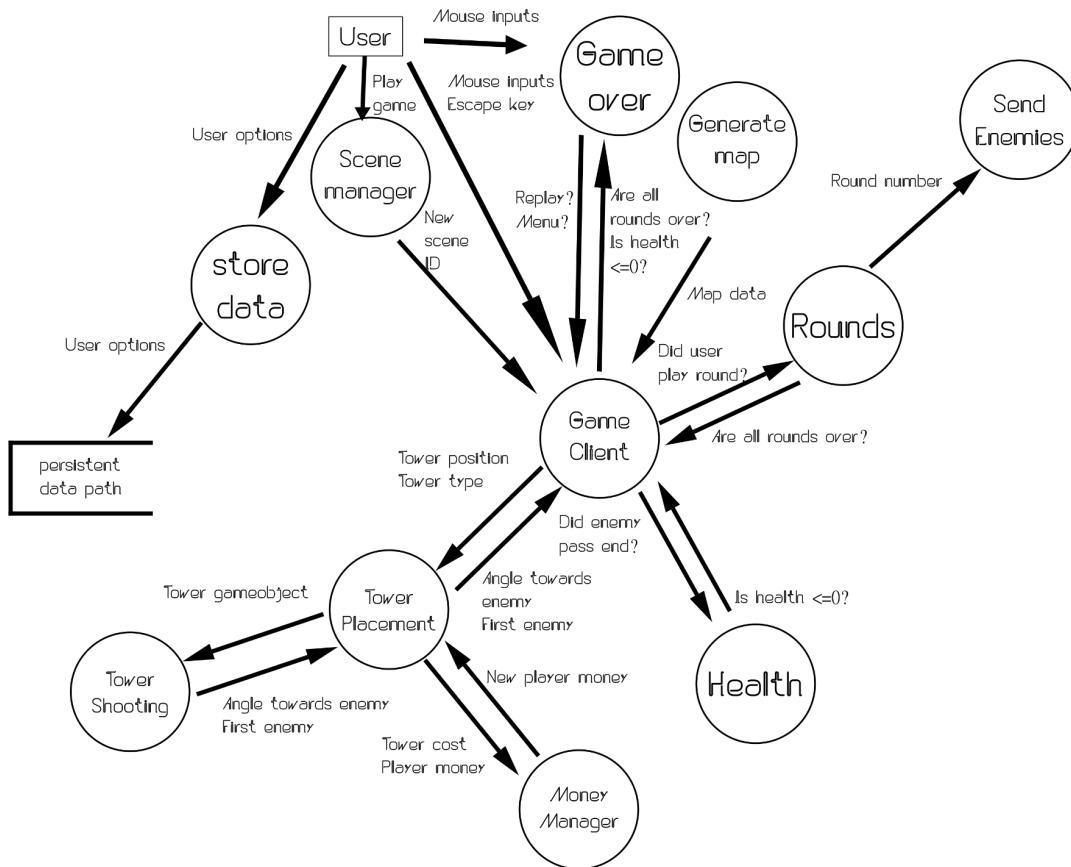 Mouse inputs
User
Game
over
Play
game
Mouse inputs
Escape key
Send
Enemies
Generate
map
User options
Scene
manager
Round number
Replay?
Menu?
Are all
rounds over?
Is health
<=0?
New
scene
ID
store
data
Map data
Rounds
User options
Did user
play round?
Game
Client
Are all rounds over?
persistent
data path
Tower position
Tower type
Did enemy
pass end?
Tower gameobject
Tower
Placement
Angle towards
enemy
First enemy
Is health <=0?
Tower
Shooting
New player money
Health
Angle towards enemy
First enemy
Tower cost
Player money
Money
Manager